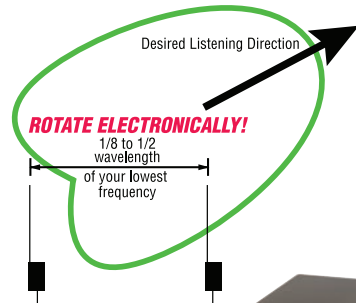 Desired Listening Direction
ROTATE ELECTRONICALLY!
1/8 to 1/2
wavelength
of your lowest
frequency